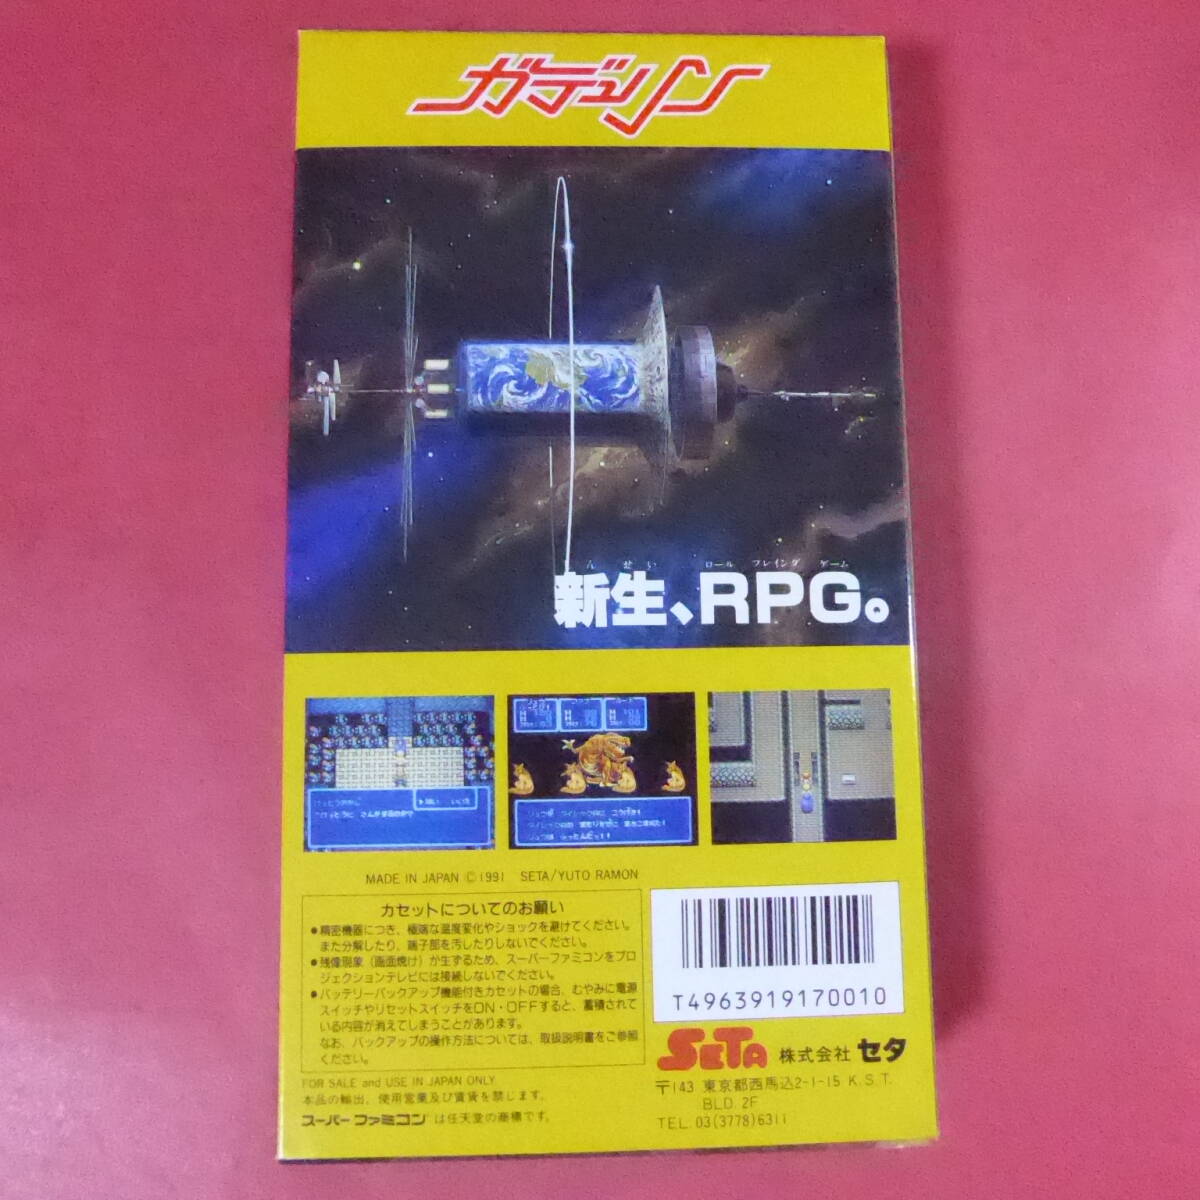 ガデュリン
んせい ロール プレイング ゲーム
新生、RPG。
▶はい いいえ
MADE IN JAPAN ©1991 SETA/YUTO RAMON
カセットについてのお願い
●精密機器につき、極端な温度変化やショックを避けてください。
また分解したり、端子部を汚したりしないでください。
●残像現象(画面焼け)が生ずるため、スーパーファミコンをプロ
ジェクションテレビには接続しないでください。
●バッテリーバックアップ機能付きカセットの場合、むやみに電源
スイッチやリセットスイッチをON・OFFすると、蓄積されて
いる内容が消えてしまうことがあります。
なお、バックアップの操作方法については、取扱説明書をご参照
ください。
T4963919170010
SETA 株式会社 セタ
〒143 東京都西馬込2-1-15 K.S.T.
BLD. 2F
TEL. 03(3778)6311
FOR SALE and USE IN JAPAN ONLY
本品の輸出、使用営業及び賃貸を禁じます。
スーパーファミコンは任天堂の商標です。